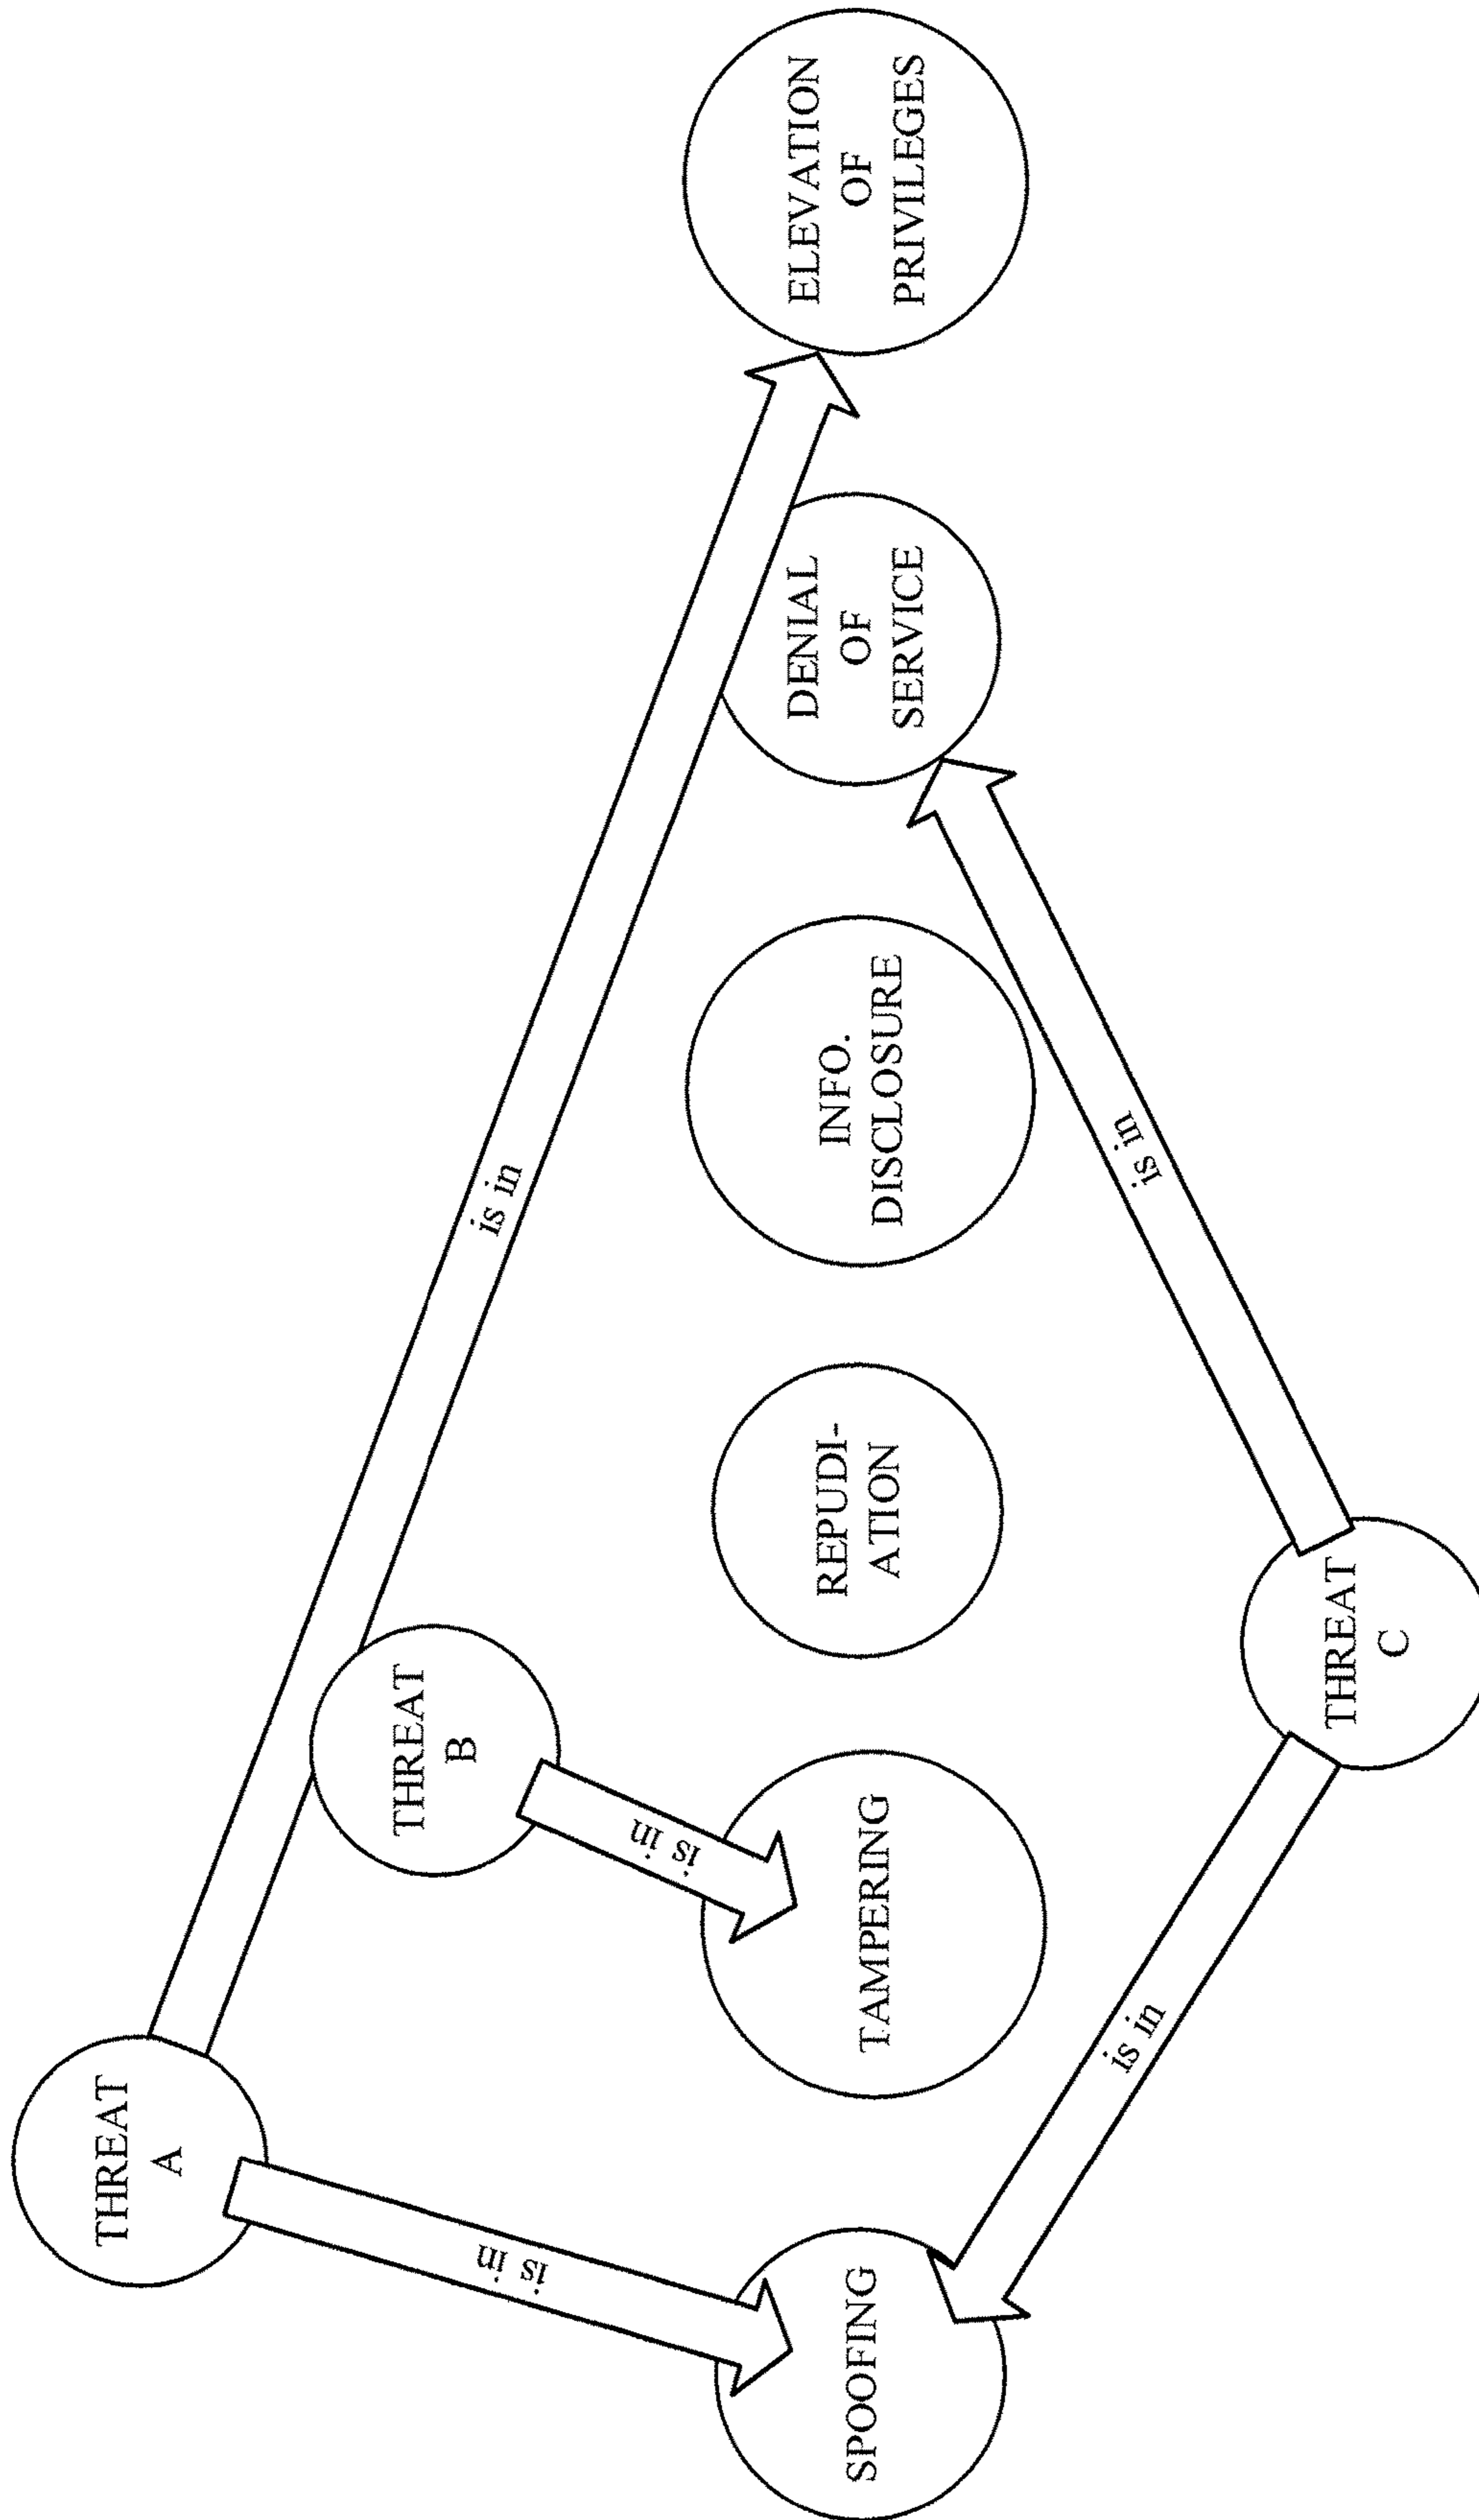 THREAT
A
THREAT
B
is in
is in
is in
SPOOFING
TAMPERING
REPUDI-
ATION
INFO.
DISCLOSURE
DENIAL
OF
SERVICE
ELEVATION
OF
PRIVILEGES
is in
is in
THREAT
C